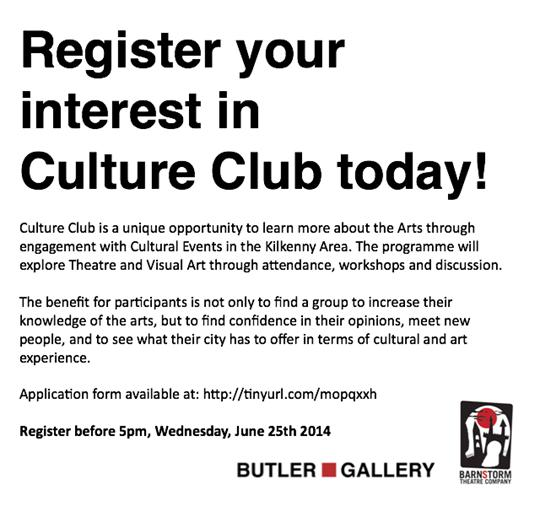 Register your
interest in
Culture Club today!
Culture Club is a unique opportunity to learn more about the Arts through
engagement with Cultural Events in the Kilkenny Area. The programme will
explore Theatre and Visual Art through attendance, workshops and discussion.
The benefit for participants is not only to find a group to increase their
knowledge of the arts, but to find confidence in their opinions, meet new
people, and to see what their city has to offer in terms of cultural and art
experience.
Application form available at: http://tinyurl.com/mopqxxh
Register before 5pm, Wednesday, June 25th 2014
BUTLER GALLERY
BARNSTORM
THEATRE COMPANY